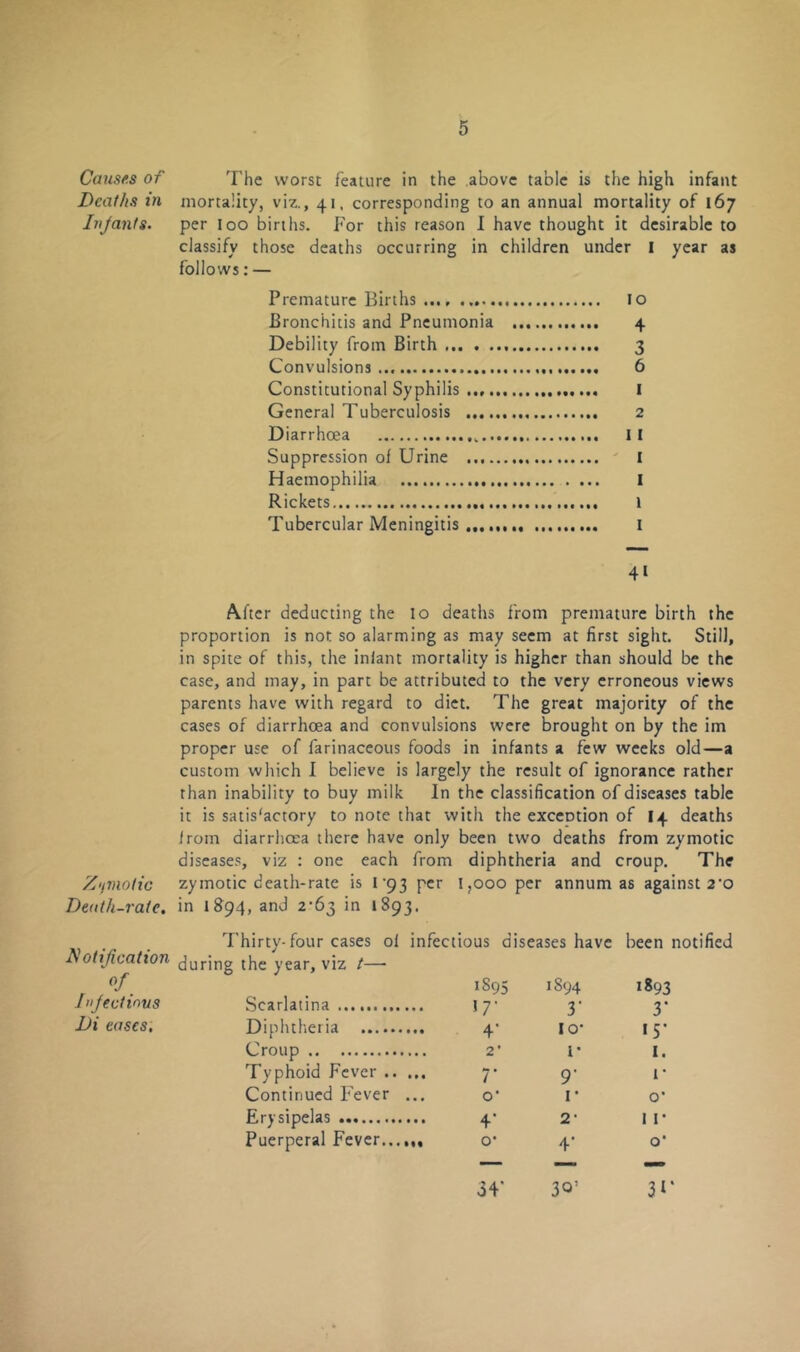 5
Causes of
Deaths in
Infants.
The worst feature in the above table is the high infant
mortality, viz., 41, corresponding to an annual mortality of 167
per 100 births. For this reason I have thought it desirable to
classify those deaths occurring in children under 1 year as
follows: —
Premature Births ...., ................... 10
Bronchitis and Pneumonia ............ 4
Debility from Birth ... . .................. 3
Convulsions ................................. 6
Constitutional Syphilis .................. 1
General Tuberculosis .................. 2
Diarrhœa ................................. 11
Suppression of Urine .................. 1
Haemophilia ........................ . ... 1
Rickets....................................... 1
Tubercular Meningitis ........ .......... 1
41
After deducting the 10 deaths from premature birth the
proportion is not so alarming as may seem at first sight. Still,
in spite of this, the infant mortality is higher than should be the
case, and may, in part be attributed to the very erroneous views
parents have with regard to diet. The great majority of the
cases of diarrhœa and convulsions were brought on by the im
proper use of farinaceous foods in infants a few weeks old—a
custom which I believe is largely the result of ignorance rather
than inability to buy milk In the classification of diseases table
it is satisfactory to note that with the exception of 14 deaths
from diarrhœa there have only been two deaths from zymotic
diseases, viz : one each from diphtheria and croup. The
Zymotic
Death-rate.
zymotic death-rate is 1·93 per 1,000 per annum as against 2·0
in 1894, and 2·63 in 1893.
Notification
of
Infectious
Di eases.
Thirty-four cases of infectious diseases have been notified
during the year, viz :—
1895 1894 1893
Scarlatina ............ 17· 3· 3·
Diphtheria .......... 4· 10· 15·
Croup .. ............ 2· 1· 1.
Typhoid Fever .. ... 7· 9· 1·
Continued Fever ... 0· 1· 0·
Erysipelas ............ 4· 2· 11·
Puerperal Fever...... 0· 4· 0·
34· 30· 31·